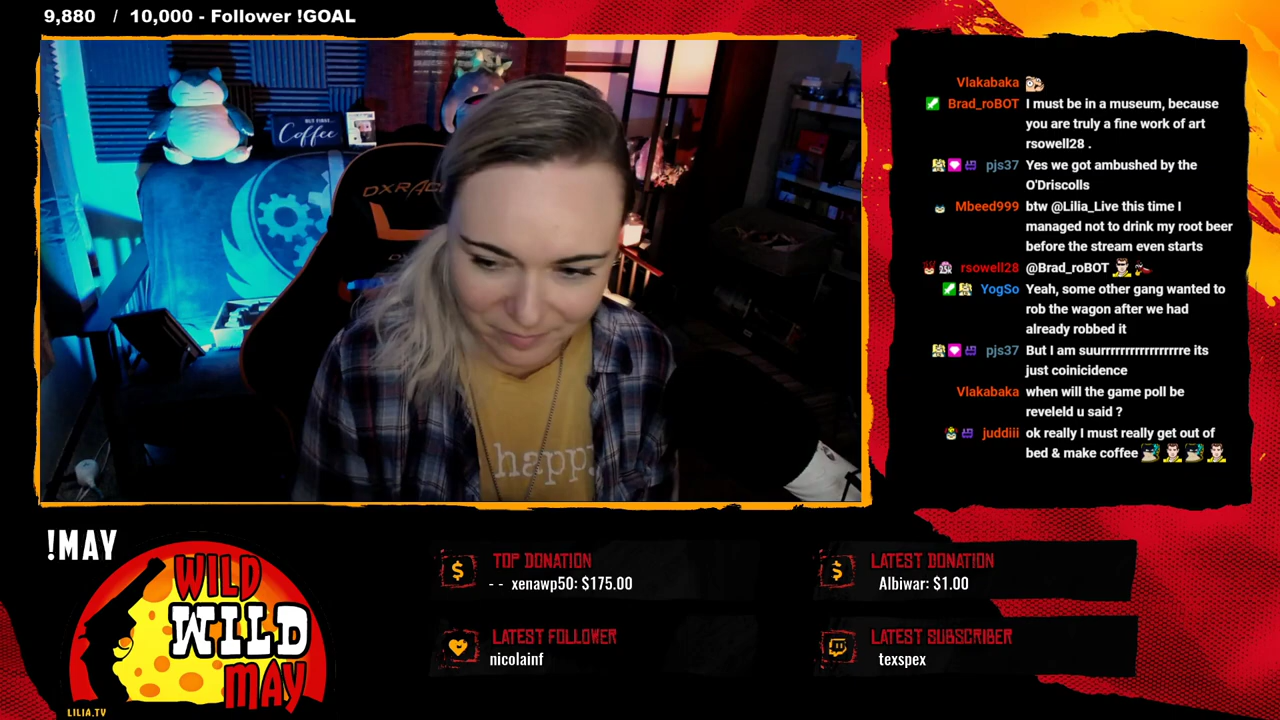 9,880 / 10,000 - Follower !GOAL
BUT FIRST,
Coffee
DXRAC
happy
Vlakabaka
Brad_roBOT I must be in a museum, because
you are truly a fine work of art
rsowell28 .
pjs37 Yes we got ambushed by the
O'Driscolls
Mbeed999 btw @Lilia_Live this time I
managed not to drink my root beer
before the stream even starts
rsowell28 @Brad_roBOT
YogSo Yeah, some other gang wanted to
rob the wagon after we had
already robbed it
pjs37 But I am suurrrrrrrrrrrrrrrrre its
just coinicidence
Vlakabaka when will the game poll be
reveleld u said ?
juddiii ok really I must really get out of
bed & make coffee
!MAY
WILD
WILD
MAY
LILIA.TV
TOP DONATION
- - xenawp50: $175.00
LATEST DONATION
Albiwar: $1.00
LATEST FOLLOWER
nicolainf
LATEST SUBSCRIBER
texspex